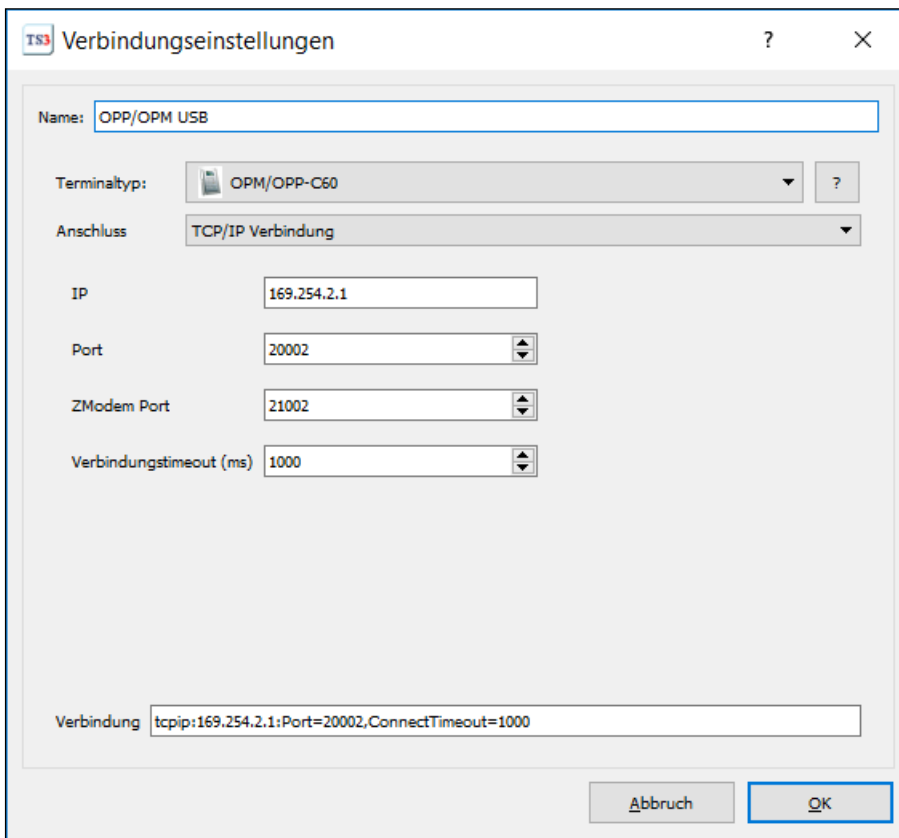 TS3 Verbindungseinstellungen ?
Name: OPP/OPM USB
Terminaltyp: OPM/OPP-C60 ?
Anschluss TCP/IP Verbindung
IP 169.254.2.1
Port 20002
ZModem Port 21002
Verbindungstimeout (ms) 1000
Verbindung tcpip:169.254.2.1:Port=20002,ConnectTimeout=1000
Abbruch OK